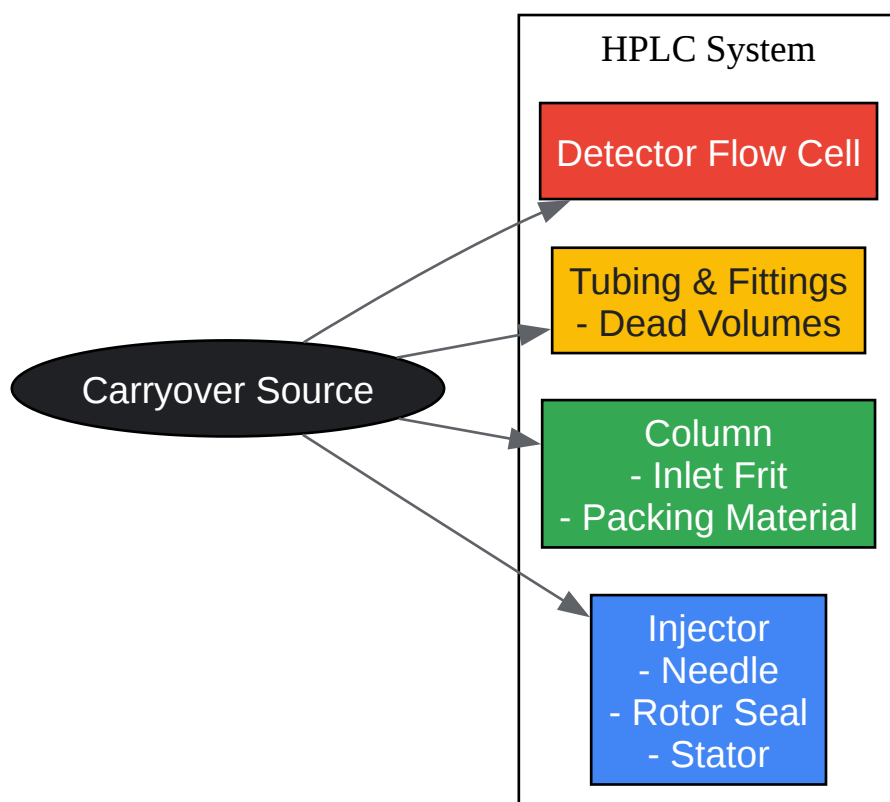 HPLC System
Detector Flow Cell
Tubing & Fittings
- Dead Volumes
Carryover Source
Column
- Inlet Frit
- Packing Material
Injector
- Needle
- Rotor Seal
- Stator